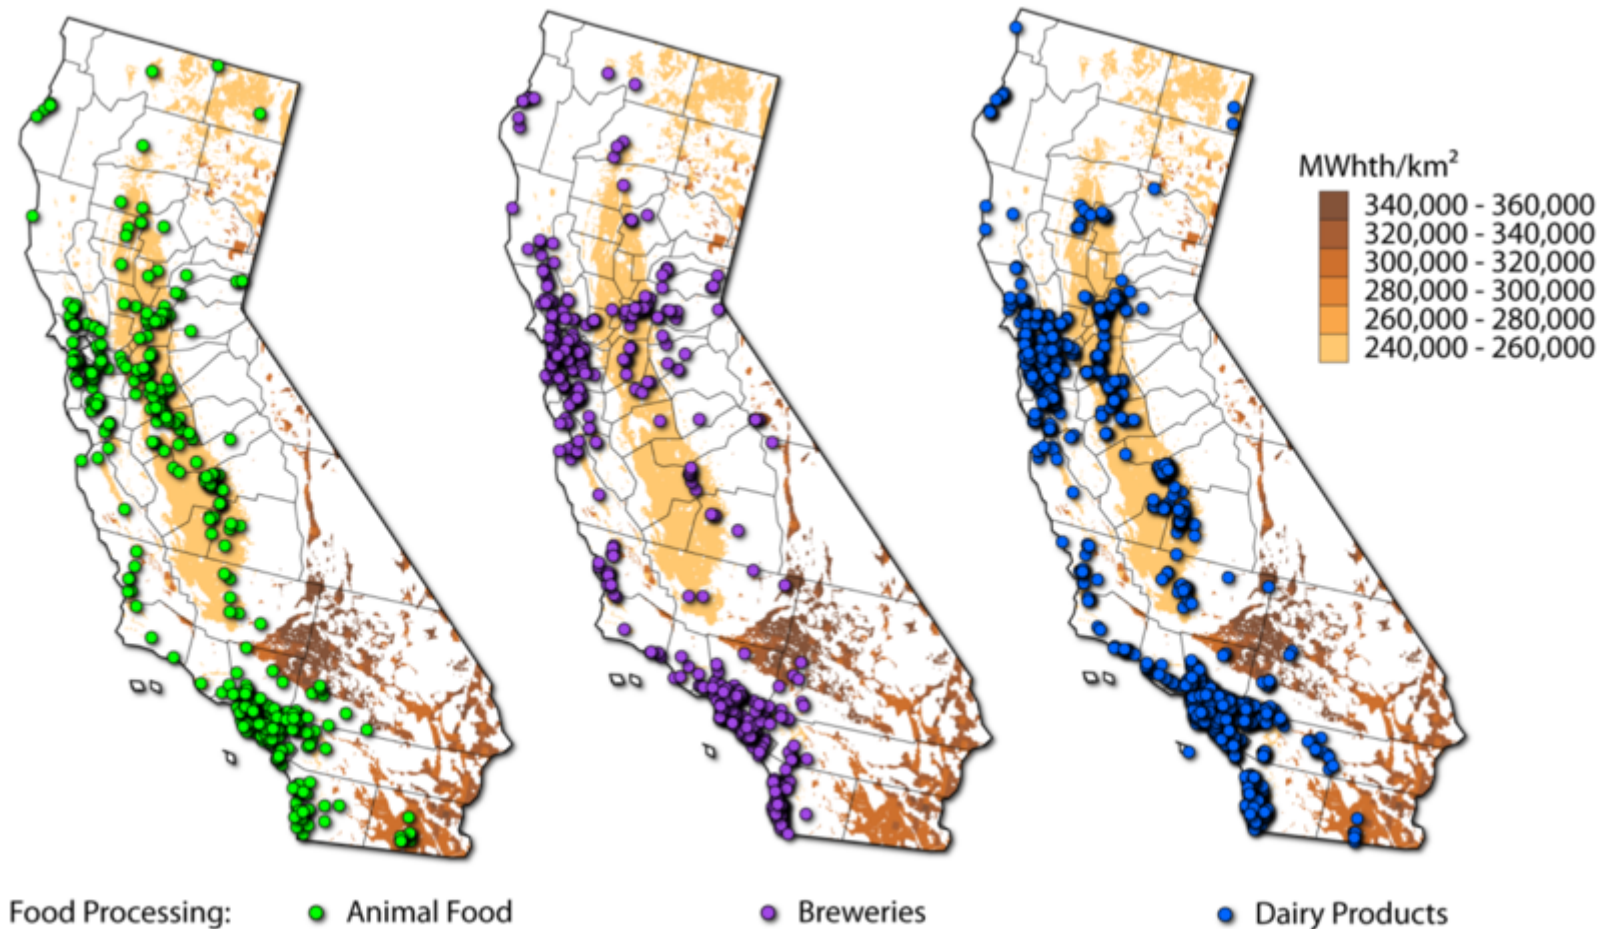 MWhth/km²
340,000 - 360,000
320,000 - 340,000
300,000 - 320,000
280,000 - 300,000
260,000 - 280,000
240,000 - 260,000
Food Processing: Animal Food Breweries Dairy Products